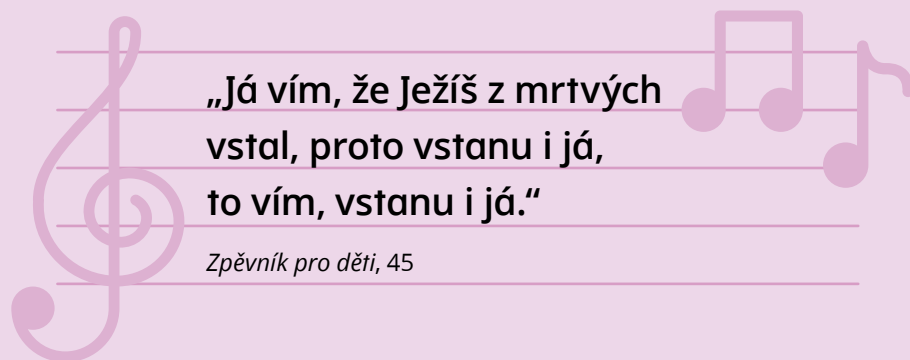 „Já vím, že Ježíš z mrtvých
vstal, proto vstanu i já,
to vím, vstanu i já.“
Zpěvník pro děti, 45